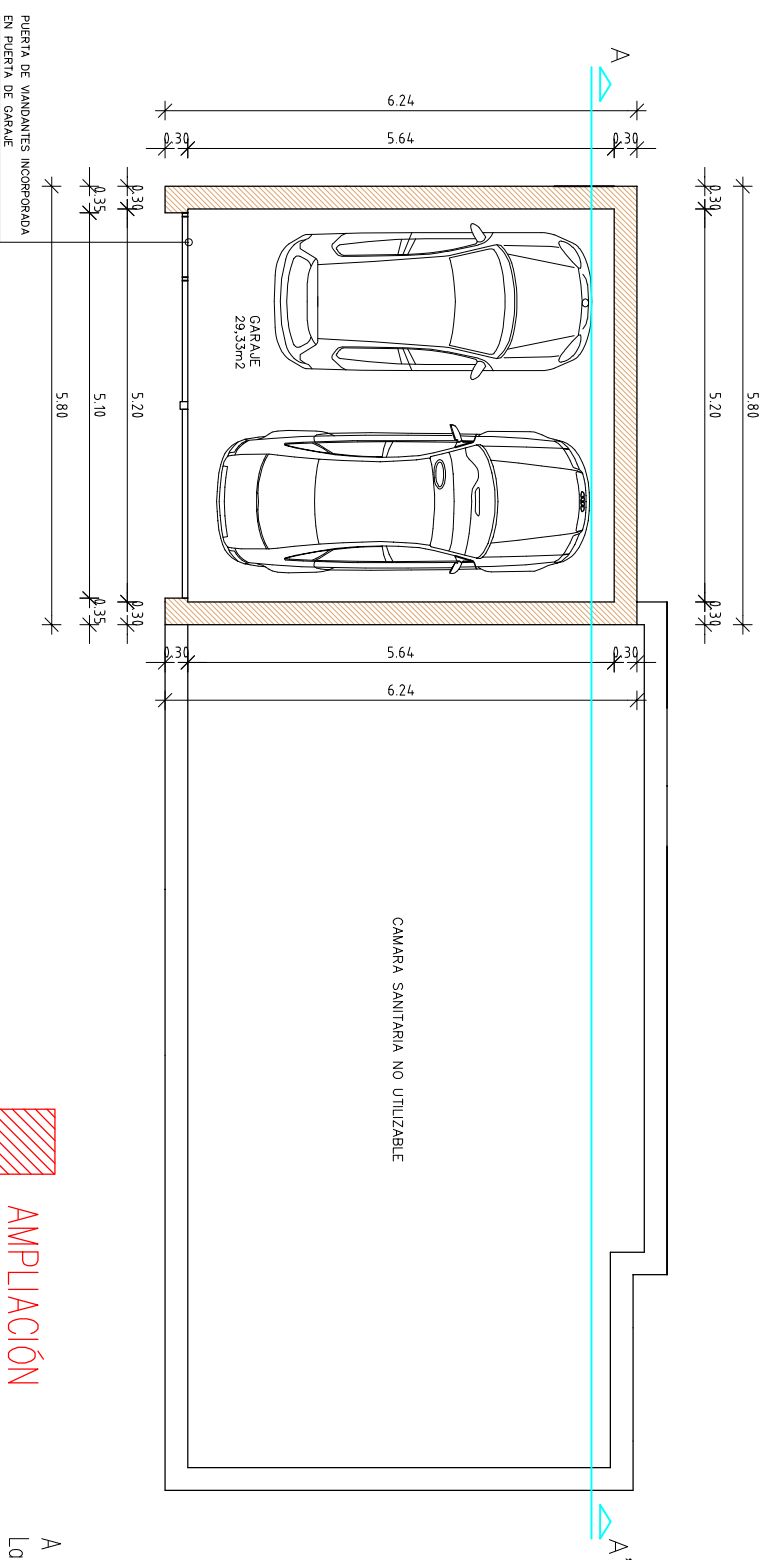 A
6.24
0.30
5.64
0.30
PUERTA DE VIANDANTES INCORPORADA
EN PUERTA DE GARAJE
0.35
0.30
0.30
5.80
5.10
5.20
5.20
5.80
GARAJE
29,33m2
0.35
0.30
0.30
0.30
5.64
0.30
6.24
CAMARA SANITARIA NO UTILIZABLE
AMPLIACIÓN
A
A
La